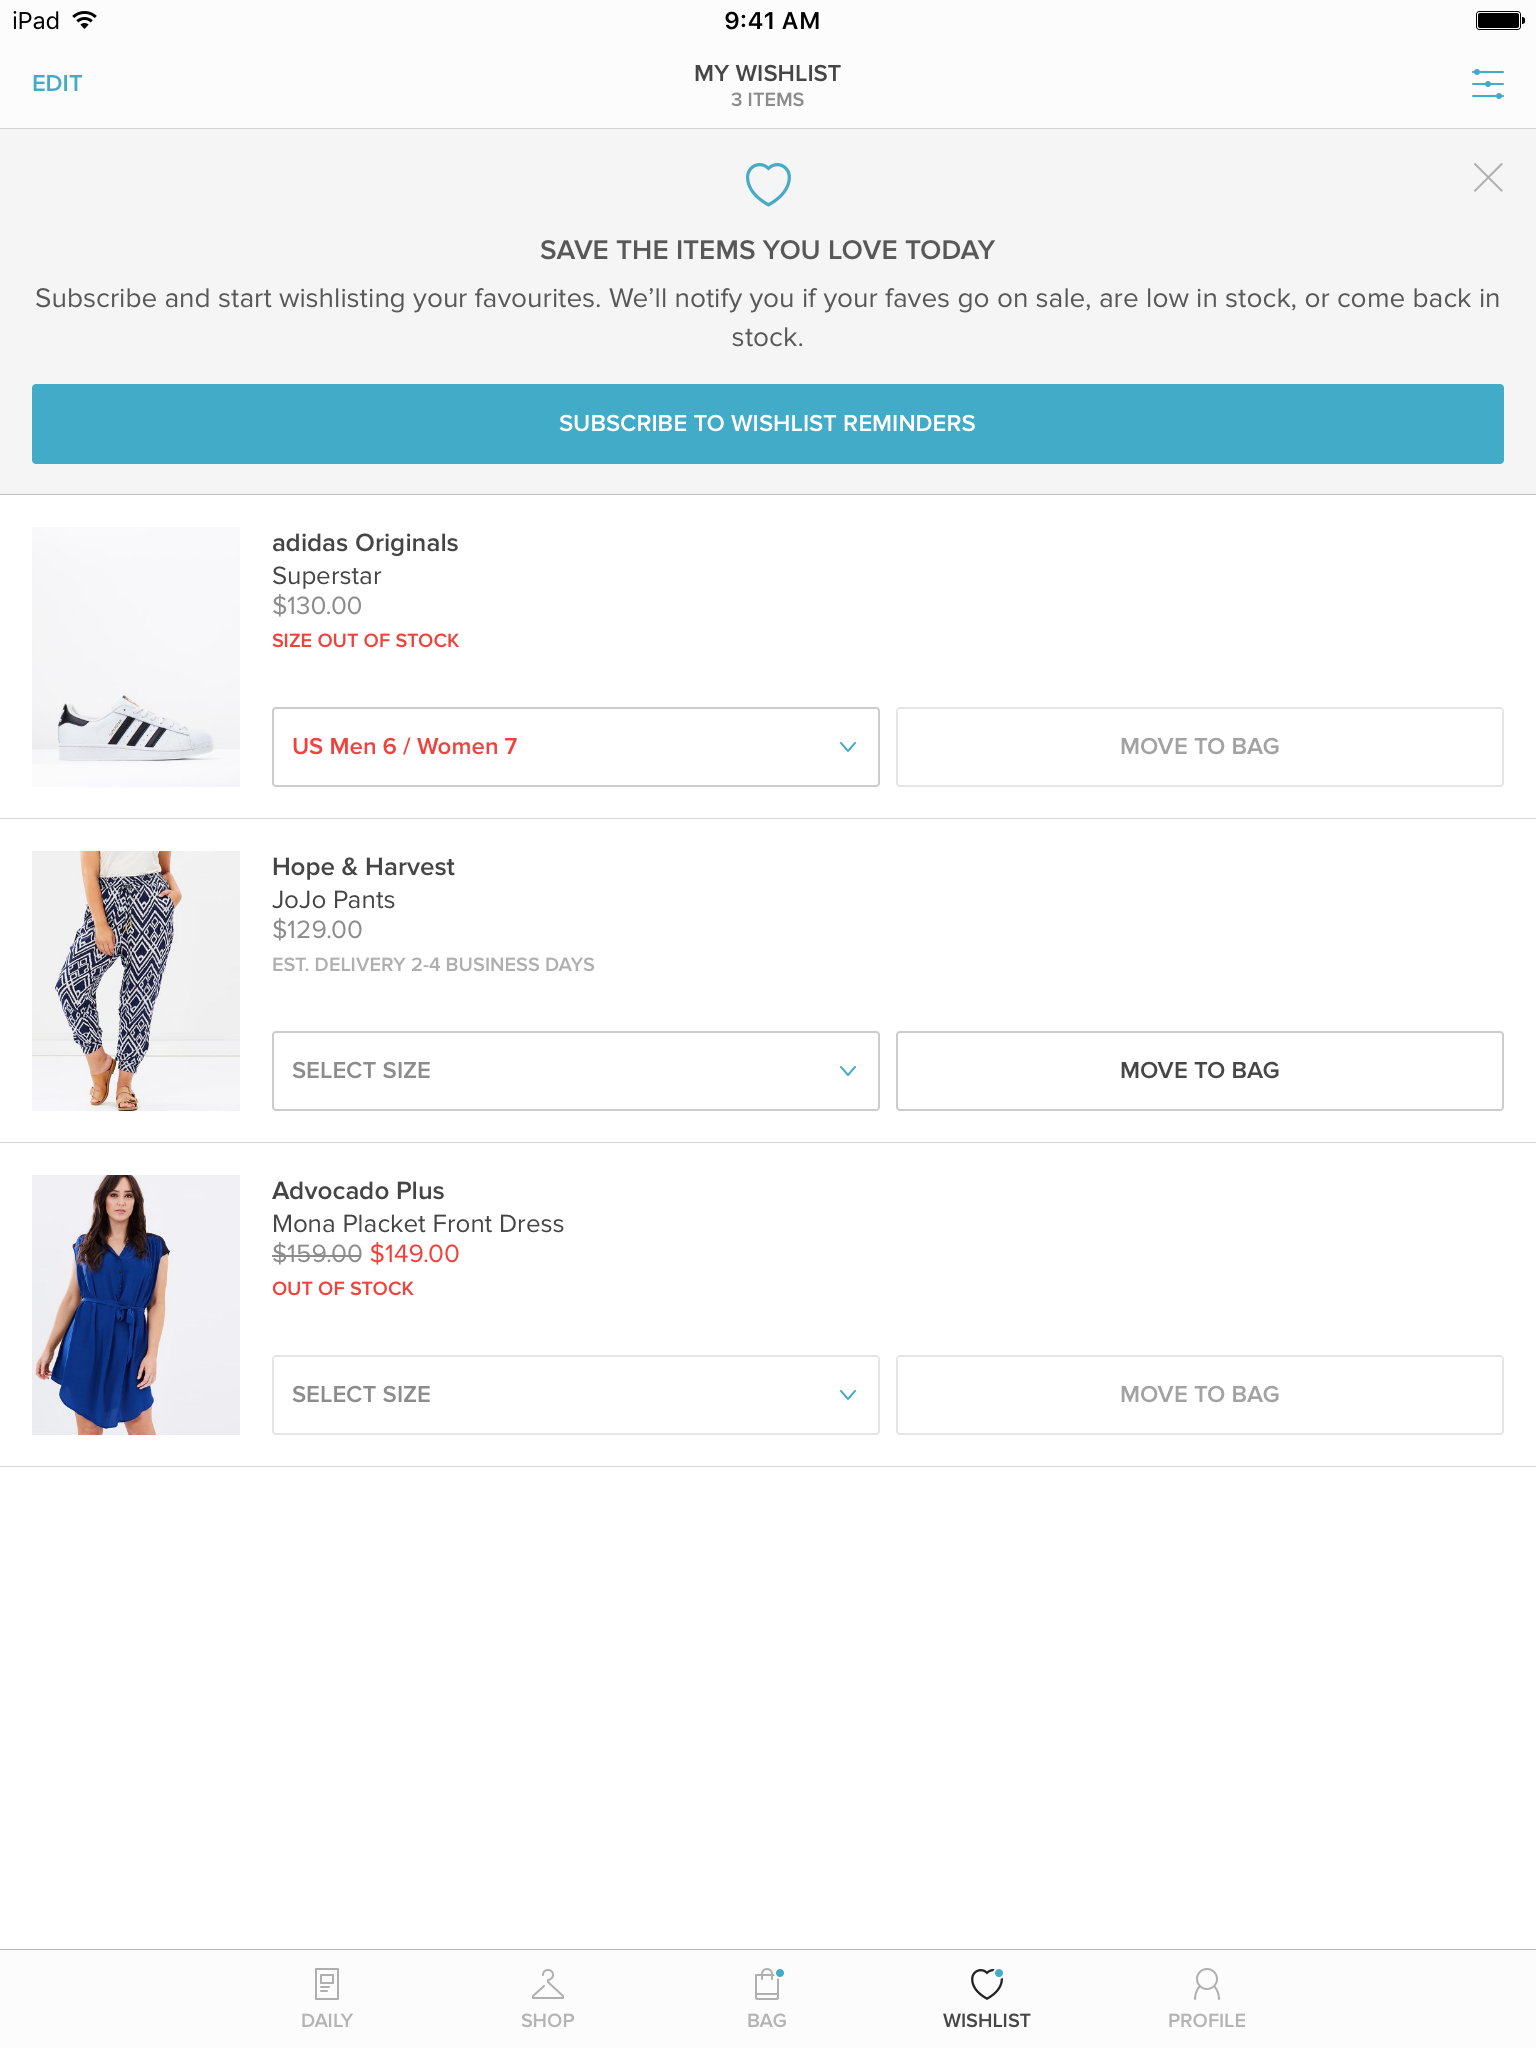 iPad
9:41 AM
EDIT
MY WISHLIST
3 ITEMS
SAVE THE ITEMS YOU LOVE TODAY
Subscribe and start wishlisting your favourites. We’ll notify you if your faves go on sale, are low in stock, or come back in
stock.
SUBSCRIBE TO WISHLIST REMINDERS
adidas Originals
Superstar
$130.00
SIZE OUT OF STOCK
US Men 6 / Women 7
MOVE TO BAG
Hope & Harvest
JoJo Pants
$129.00
EST. DELIVERY 2-4 BUSINESS DAYS
SELECT SIZE
MOVE TO BAG
Advocado Plus
Mona Placket Front Dress
$159.00 $149.00
OUT OF STOCK
SELECT SIZE
MOVE TO BAG
DAILY
SHOP
BAG
WISHLIST
PROFILE